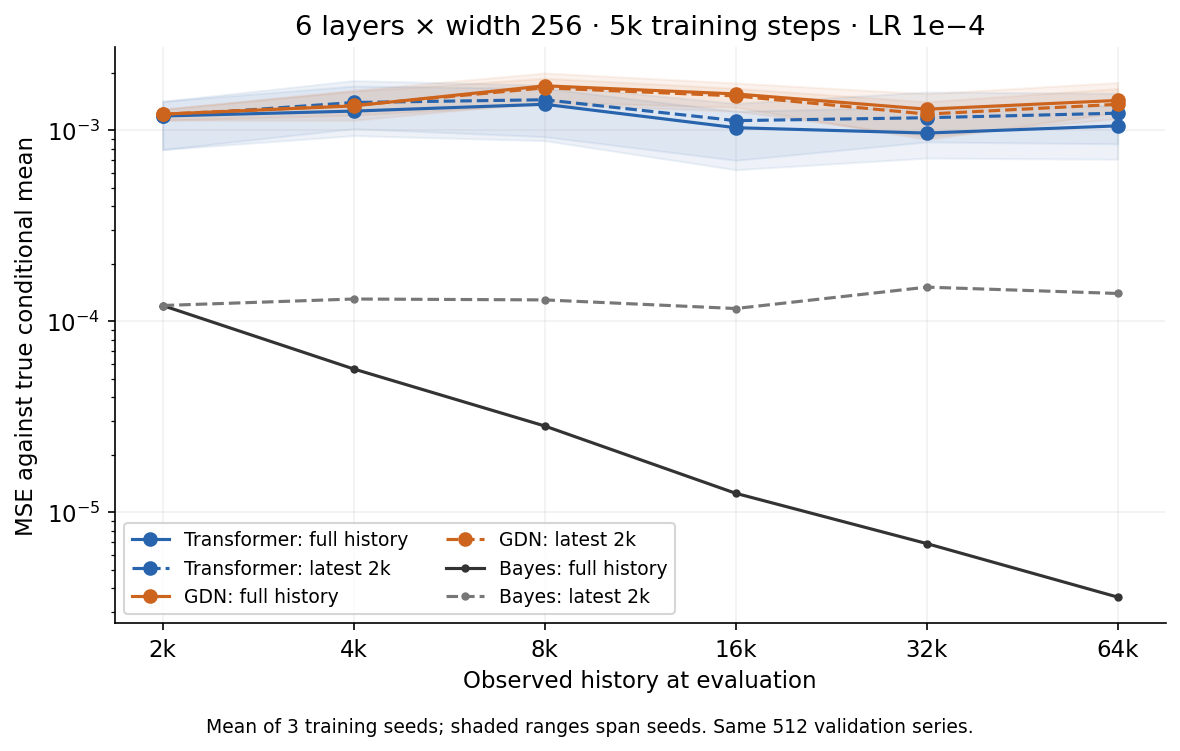 6 layers × width 256 · 5k training steps · LR 1e−4
MSE against true conditional mean
10⁻³
10⁻⁴
10⁻⁵
Transformer: full history
Transformer: latest 2k
GDN: full history
GDN: latest 2k
Bayes: full history
Bayes: latest 2k
2k 4k 8k 16k 32k 64k
Observed history at evaluation
Mean of 3 training seeds; shaded ranges span seeds. Same 512 validation series.